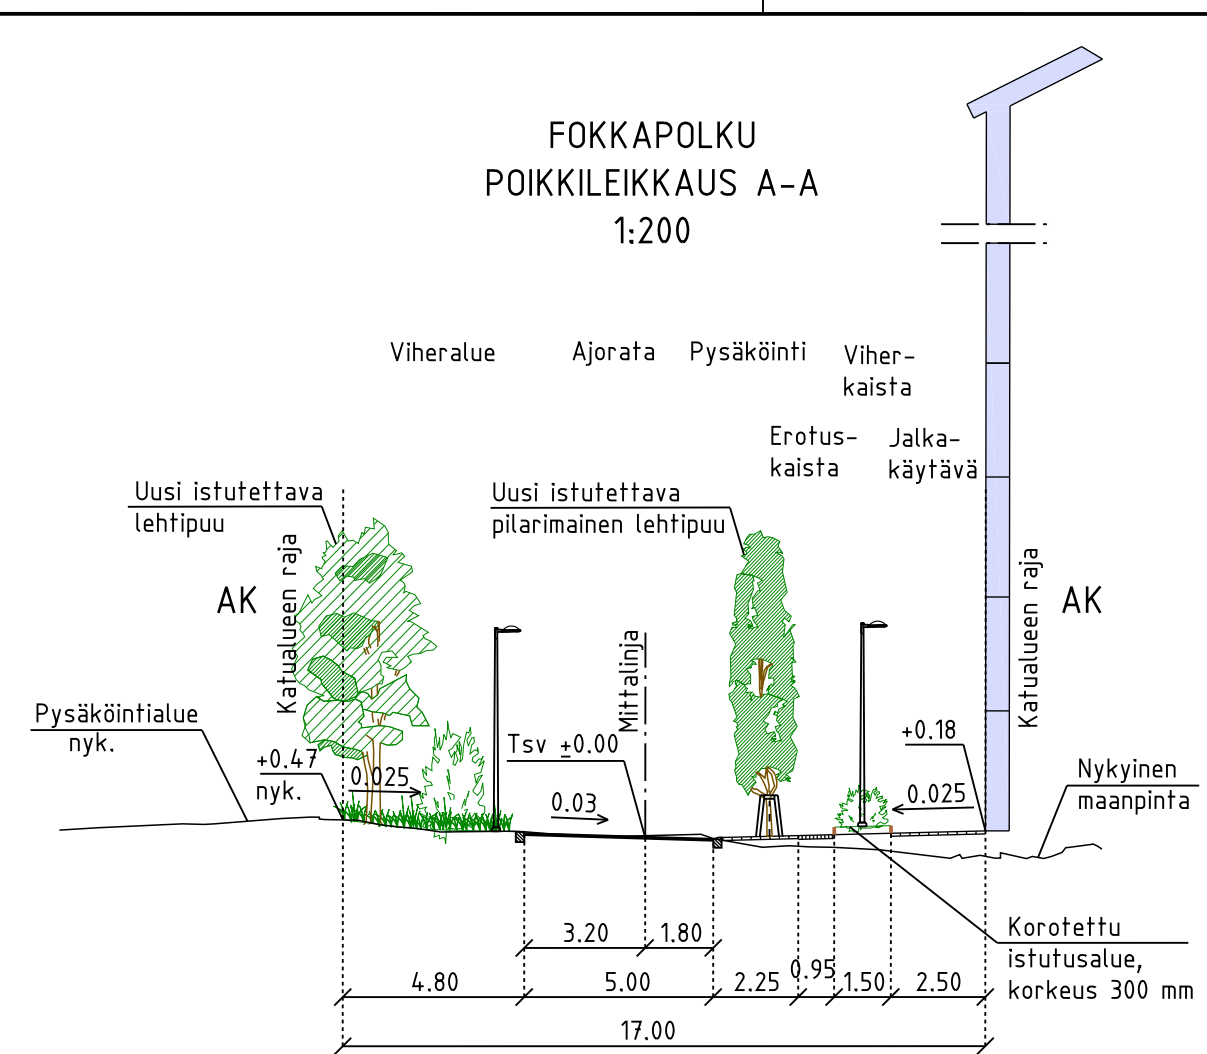 FOKKAPOLKU
POIKKILEIKKAUS A-A
1:200
Viheralue
Ajorata
Pysäköinti
Viher-
kaista
Erotus-
kaista
Jalka-
käytävä
Uusi istutettava
lehtipuu
Uusi istutettava
pilarimainen lehtipuu
AK
Katualueen raja
Mittalinja
Katualueen raja
AK
Pysäköintialue
nyk.
+0.47
nyk.
0.025
Tsv ±0.00
0.03
+0.18
0.025
Nykyinen
maanpinta
Korotettu
istutusalue,
korkeus 300 mm
3.20
1.80
4.80
5.00
2.25
0.95
1.50
2.50
17.00